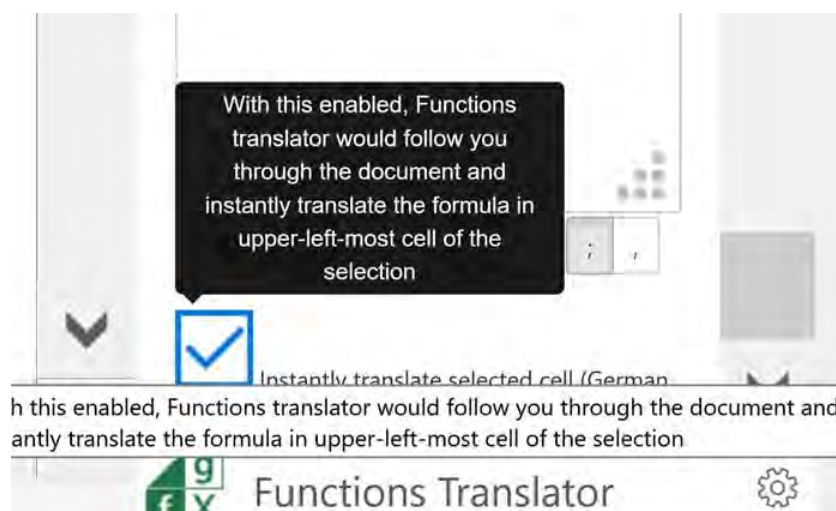 With this enabled, Functions
translator would follow you
through the document and
instantly translate the formula in
upper-left-most cell of the
selection
; ,
Instantly translate selected cell (German
h this enabled, Functions translator would follow you through the document and
antly translate the formula in upper-left-most cell of the selection
g
f X
Functions Translator